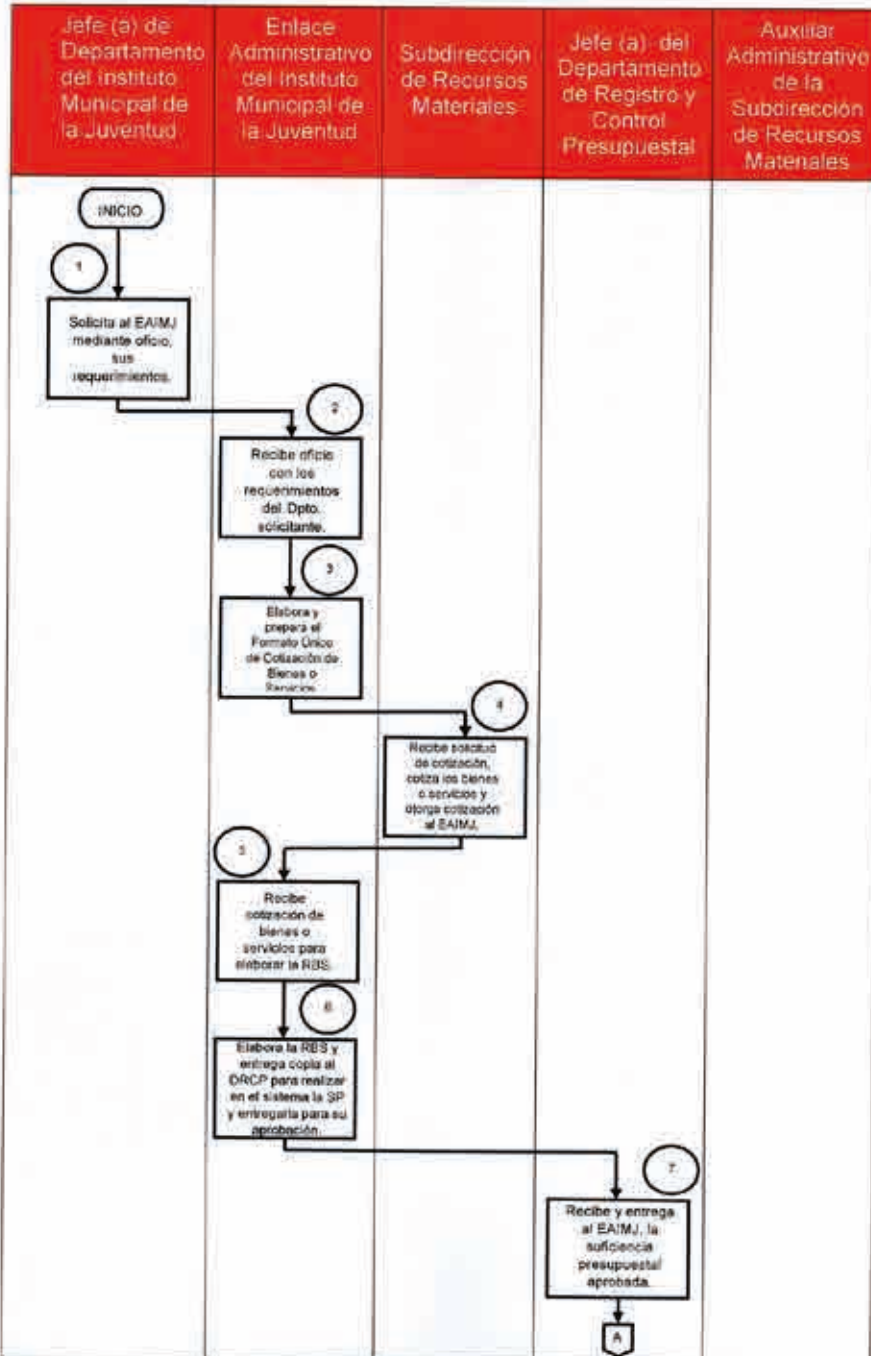 Jefe (a) de
Departamento
del Instituto
Municipal de
la Juventud
Enlace
Administrativo
del Instituto
Municipal de
la Juventud
Subdirección
de Recursos
Materiales
Jefe (a) del
Departamento
de Registro y
Control
Presupuestal
Auxiliar
Administrativo
de la
Subdirección
de Recursos
Materiales
INICIO
1
Solicita al EAIMJ
mediante oficio,
sus
requerimientos.
2
Recibe oficio
con los
requerimientos
del Dpto.
solicitante.
3
Elabora y
prepara el
Formato Único
de Cotización de
Bienes o
Servicios
4
Recibe solicitud
de cotización,
cotiza los bienes
o servicios y
otorga cotización
al EAIMJ.
5
Recibe
cotización de
bienes o
servicios para
elaborar la RBS.
6
Elabora la RBS y
entrega copia al
DRCP para realizar
en el sistema la SP
y entregarla para su
aprobación.
7
Recibe y entrega
al EAIMJ, la
suficiencia
presupuestal
aprobada.
A